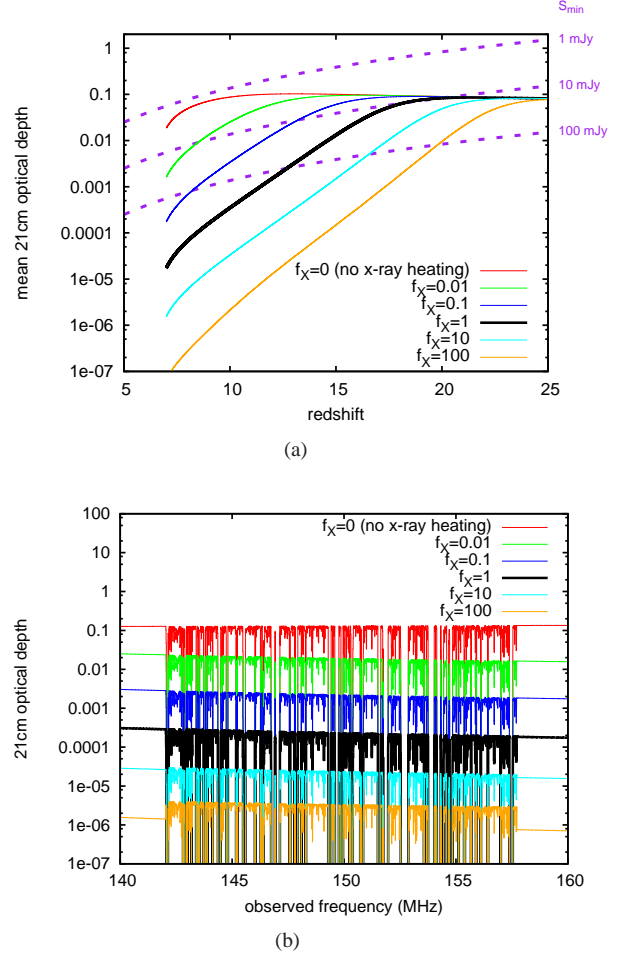 S_min
1 mJy
10 mJy
100 mJy
mean 21cm optical depth
1
0.1
0.01
0.001
0.0001
1e-05
1e-06
1e-07
f_X=0 (no x-ray heating)
f_X=0.01
f_X=0.1
f_X=1
f_X=10
f_X=100
5 10 15 20 25
redshift
(a)
21cm optical depth
100
10
1
0.1
0.01
0.001
0.0001
1e-05
1e-06
1e-07
f_X=0 (no x-ray heating)
f_X=0.01
f_X=0.1
f_X=1
f_X=10
f_X=100
140 145 150 155 160
observed frequency (MHz)
(b)